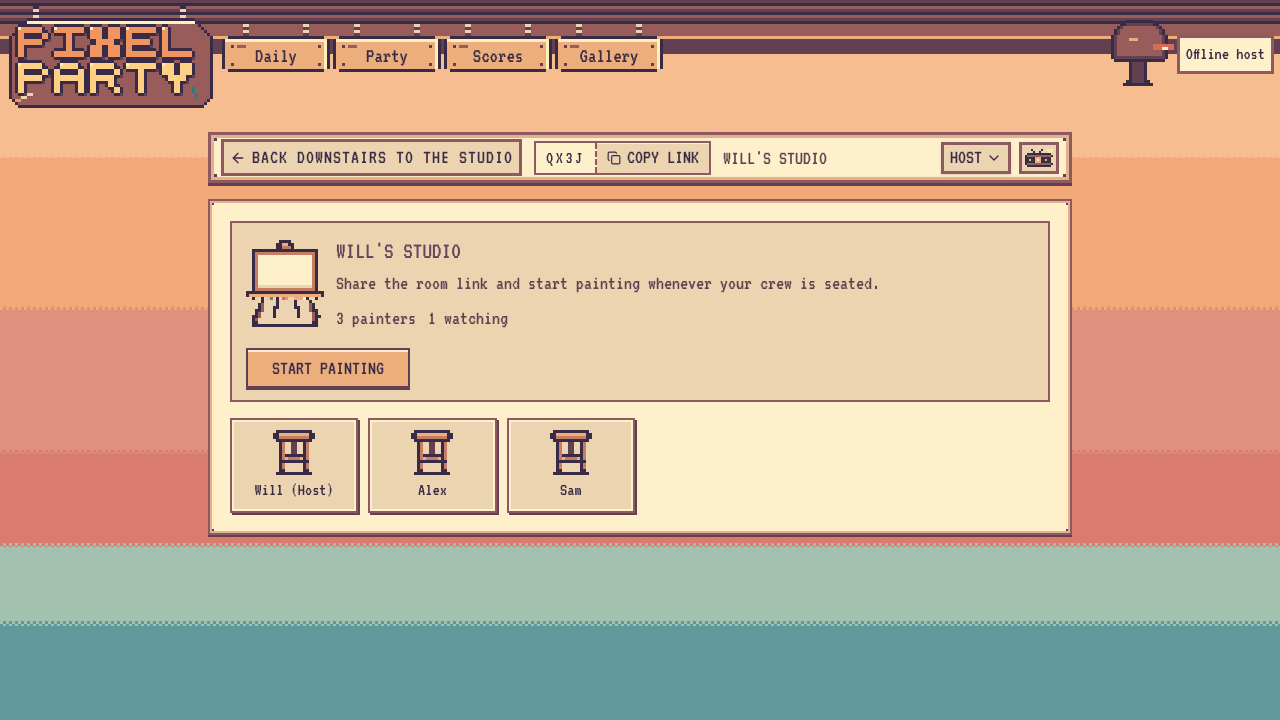 PIXEL
PARTY
Daily
Party
Scores
Gallery
Offline host
BACK DOWNSTAIRS TO THE STUDIO
QX3J
COPY LINK
WILL'S STUDIO
HOST
WILL'S STUDIO
Share the room link and start painting whenever your crew is seated.
3 painters 1 watching
START PAINTING
Will (Host)
Alex
Sam